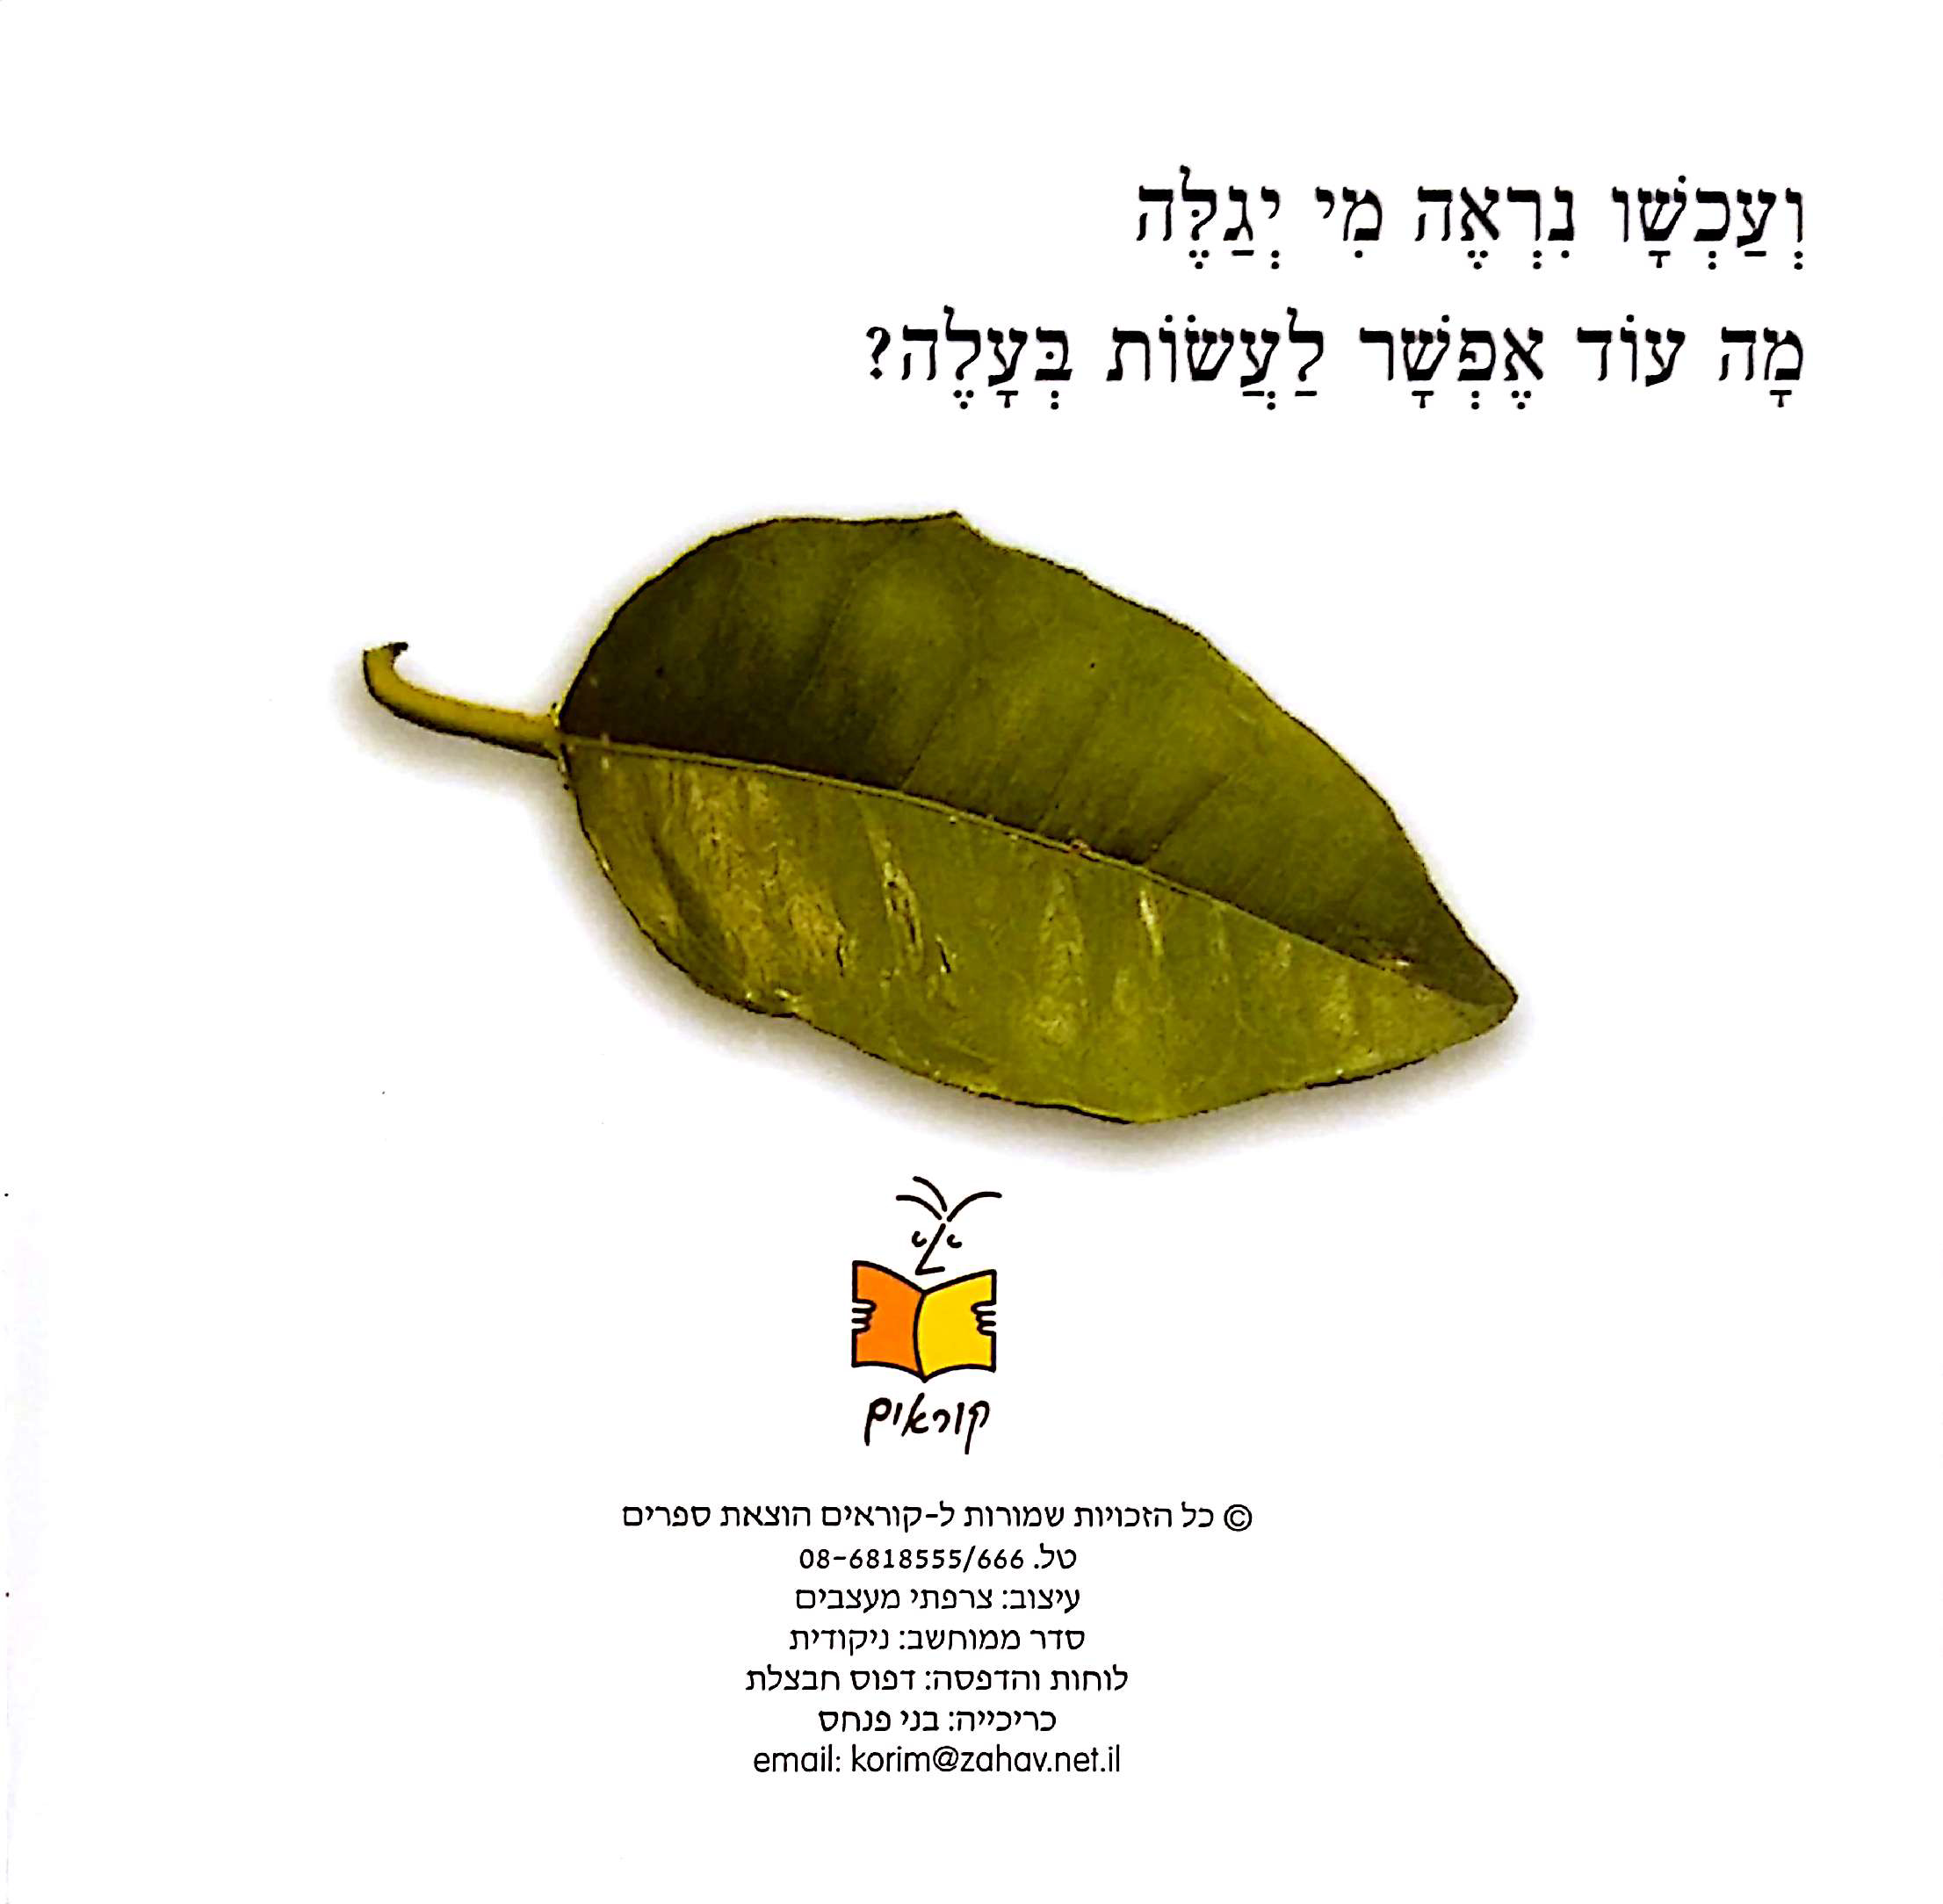 וְעַכְשָׁו נִרְאֶה מִי יְגַלֶּה
מָה עוֹד אֶפְשָׁר לַעֲשׂוֹת בְּעָלֶה?
קוראים
© כל הזכויות שמורות ל-קוראים הוצאת ספרים
טל. 08-6818555/666
עיצוב: צרפתי מעצבים
סדר ממוחשב: ניקודית
לוחות והדפסה: דפוס חבצלת
כריכייה: בני פנחס
email: korim@zahav.net.il